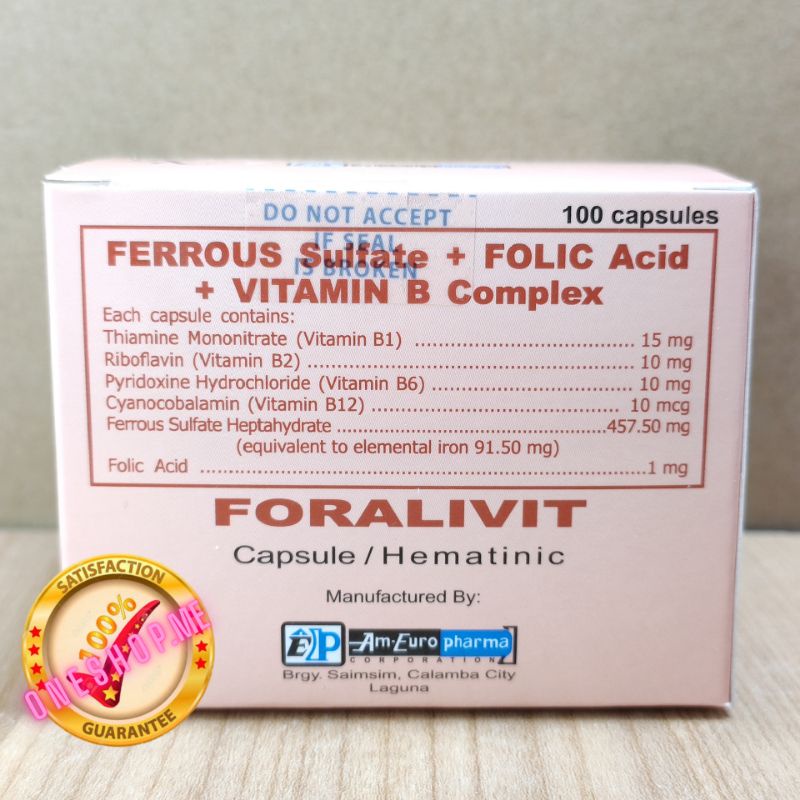 DO NOT ACCEPT
IF SEAL
IS BROKEN
100 capsules
FERROUS Sulfate + FOLIC Acid
+ VITAMIN B Complex
Each capsule contains:
Thiamine Mononitrate (Vitamin B1) ................................ 15 mg
Riboflavin (Vitamin B2) ................................ 10 mg
Pyridoxine Hydrochloride (Vitamin B6) ................................ 10 mg
Cyanocobalamin (Vitamin B12) ................................ 10 mcg
Ferrous Sulfate Heptahydrate ................................457.50 mg
(equivalent to elemental iron 91.50 mg)
Folic Acid ................................1 mg
FORALIVIT
Capsule / Hematinic
Manufactured By:
EP Am-Euro pharma
CORPORATION
Brgy. Saimsim, Calamba City
Laguna
SATISFACTION
100%
ONESHOP.ME
GUARANTEE